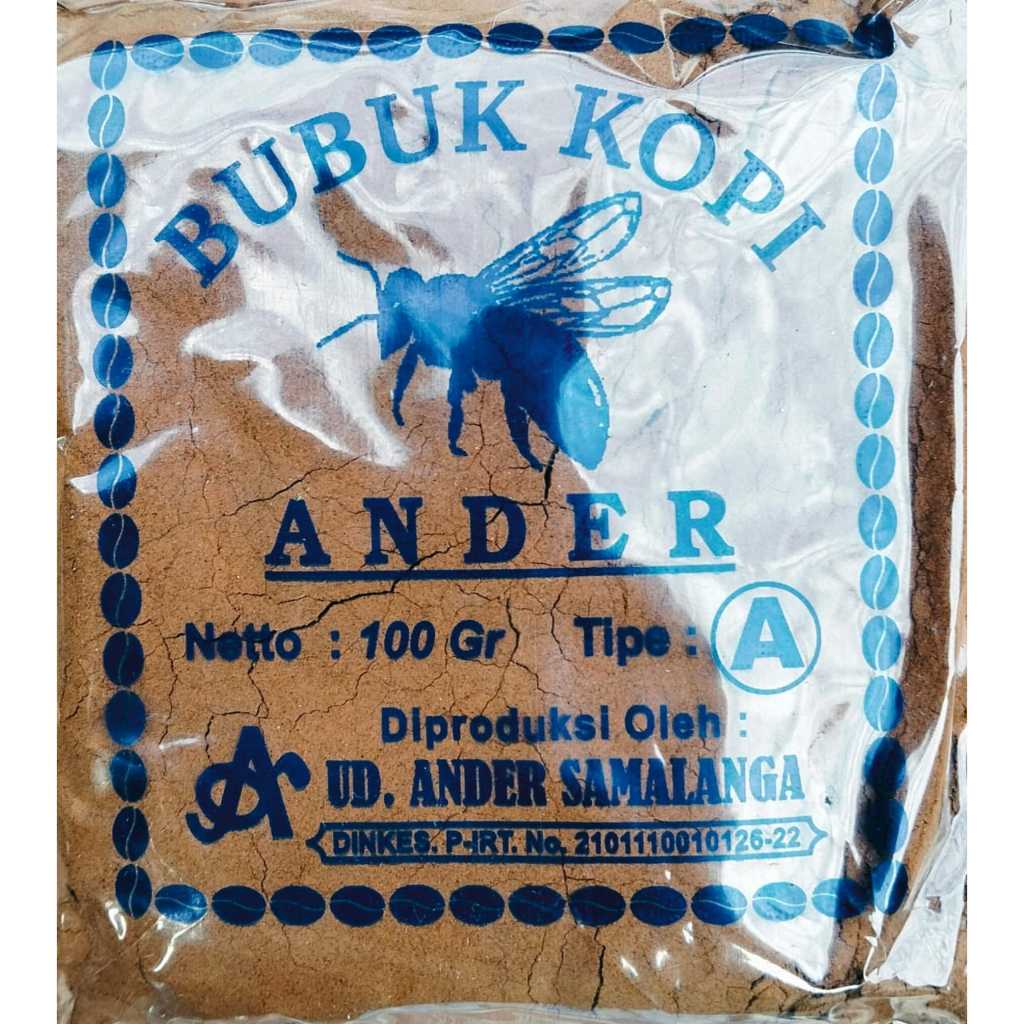 BUBUK KOPI
ANDER
Netto : 100 Gr Tipe : A
Diproduksi Oleh :
UD. ANDER SAMALANGA
DINKES. P-IRT. No. 2101110010126-22